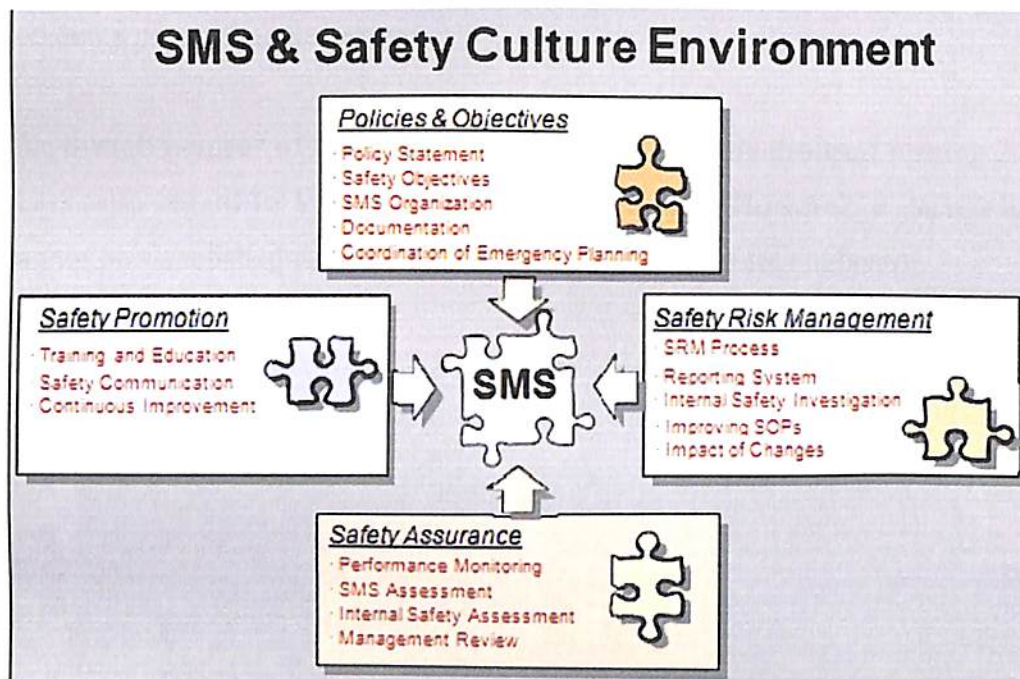 SMS & Safety Culture Environment
Policies & Objectives
· Policy Statement
· Safety Objectives
· SMS Organization
· Documentation
· Coordination of Emergency Planning
Safety Promotion
· Training and Education
· Safety Communication
· Continuous Improvement
SMS
Safety Risk Management
· SRM Process
· Reporting System
· Internal Safety Investigation
· Improving SOPs
· Impact of Changes
Safety Assurance
· Performance Monitoring
· SMS Assessment
· Internal Safety Assessment
· Management Review